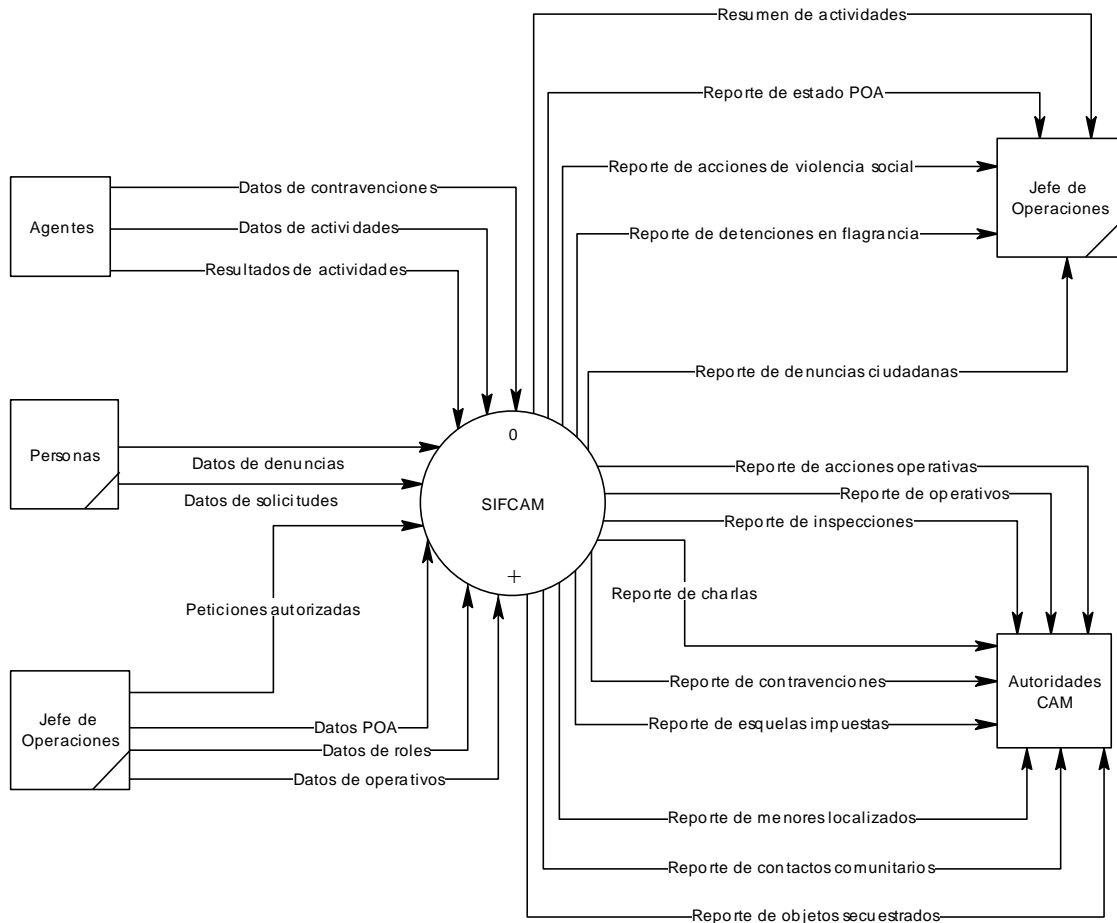 Resumen de actividades
Reporte de estado POA
Reporte de acciones de violencia social
Jefe de
Operaciones
Reporte de detenciones en flagrancia
Reporte de denuncias ciudadanas
Agentes
Datos de contravenciones
Datos de actividades
Resultados de actividades
Personas
Datos de denuncias
Datos de solicitudes
0
SIFCAM
+
Peticiones autorizadas
Jefe de
Operaciones
Datos POA
Datos de roles
Datos de operativos
Reporte de acciones operativas
Reporte de operativos
Reporte de inspecciones
Reporte de charlas
Reporte de contravenciones
Autoridades
CAM
Reporte de esquelas impuestas
Reporte de menores localizados
Reporte de contactos comunitarios
Reporte de objetos secuestrados